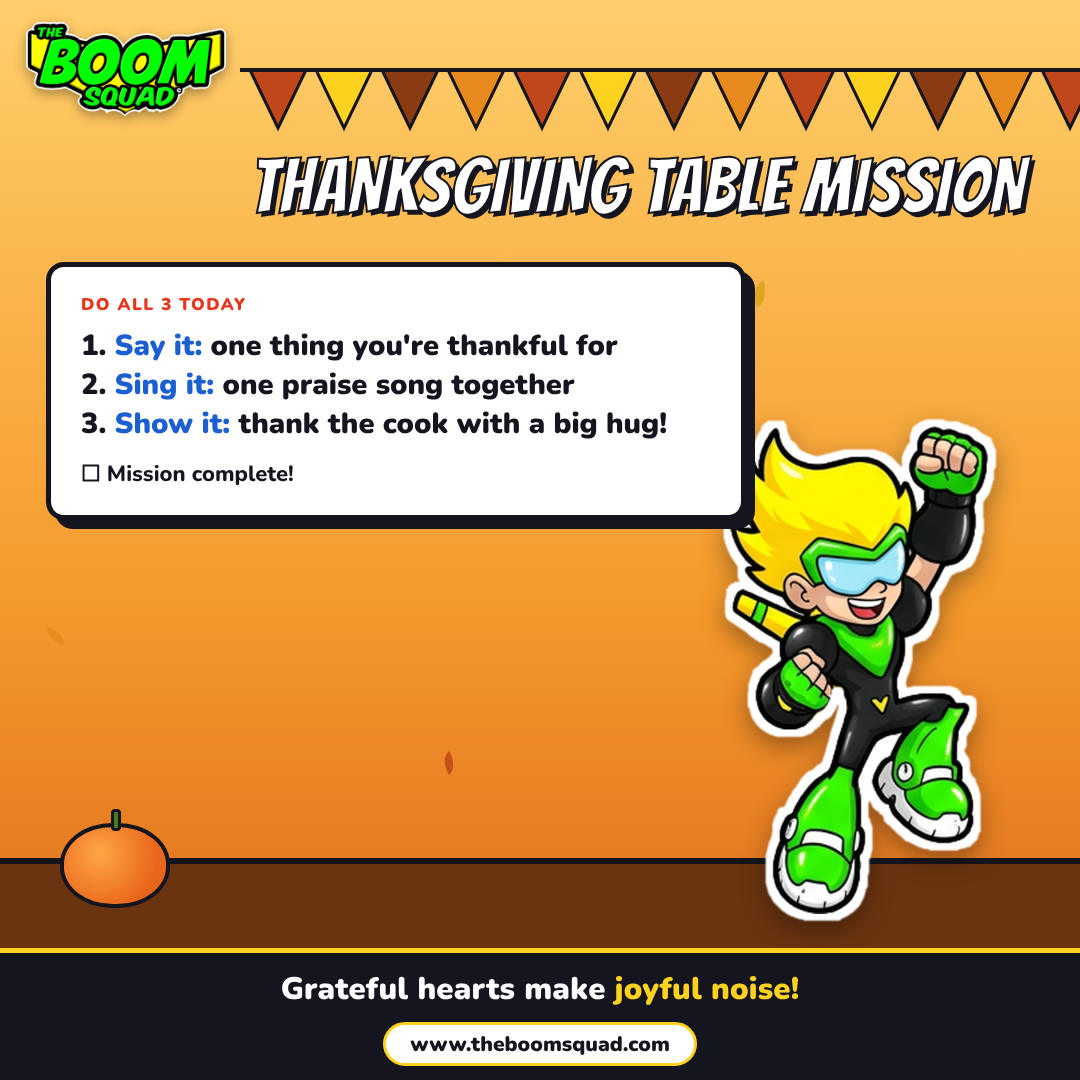 THE
BOOM
SQUAD
THANKSGIVING TABLE MISSION
DO ALL 3 TODAY
1. Say it: one thing you're thankful for
2. Sing it: one praise song together
3. Show it: thank the cook with a big hug!
☐ Mission complete!
Grateful hearts make joyful noise!
www.theboomsquad.com